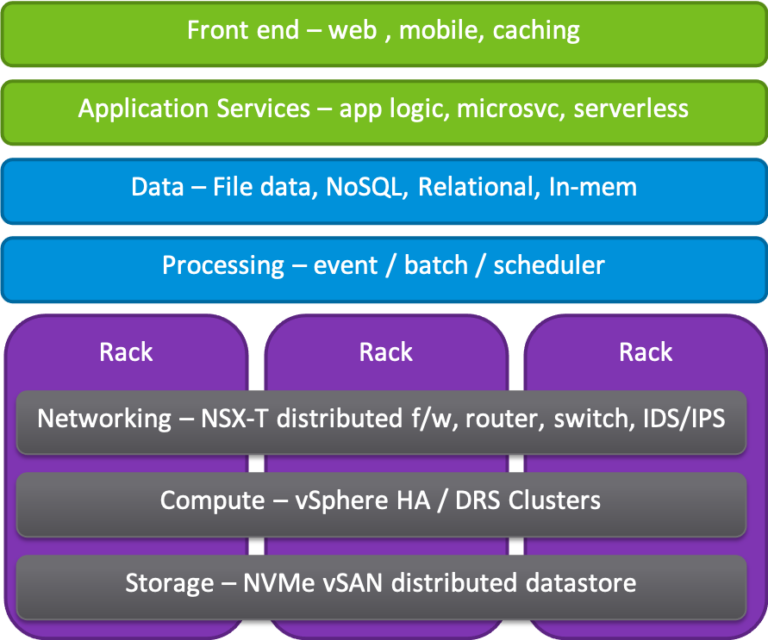 Front end – web , mobile, caching
Application Services – app logic, microsvc, serverless
Data – File data, NoSQL, Relational, In-mem
Processing – event / batch / scheduler
Rack
Rack
Rack
Networking – NSX-T distributed f/w, router, switch, IDS/IPS
Compute – vSphere HA / DRS Clusters
Storage – NVMe vSAN distributed datastore